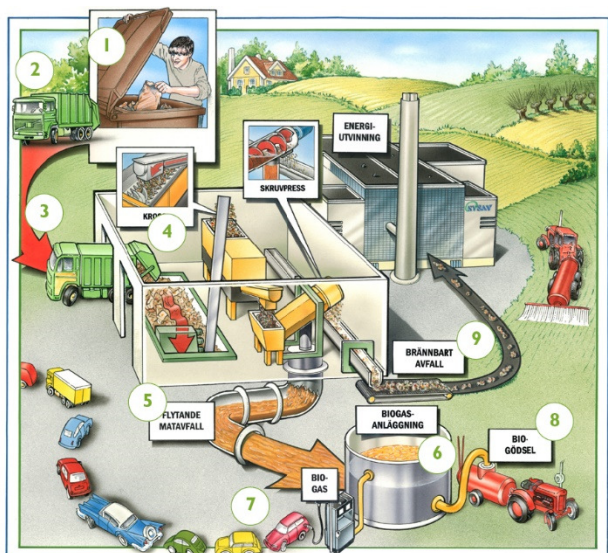 1
2
ENERGI-
UTVINNING
SKRUVPRESS
3
4
SYSAV
9
BRÄNNBART
AVFALL
5
FLYTANDE
MATAVFALL
BIOGAS-
ANLÄGGNING
8
BIO-
GÖDSEL
6
BIO-
GAS
7